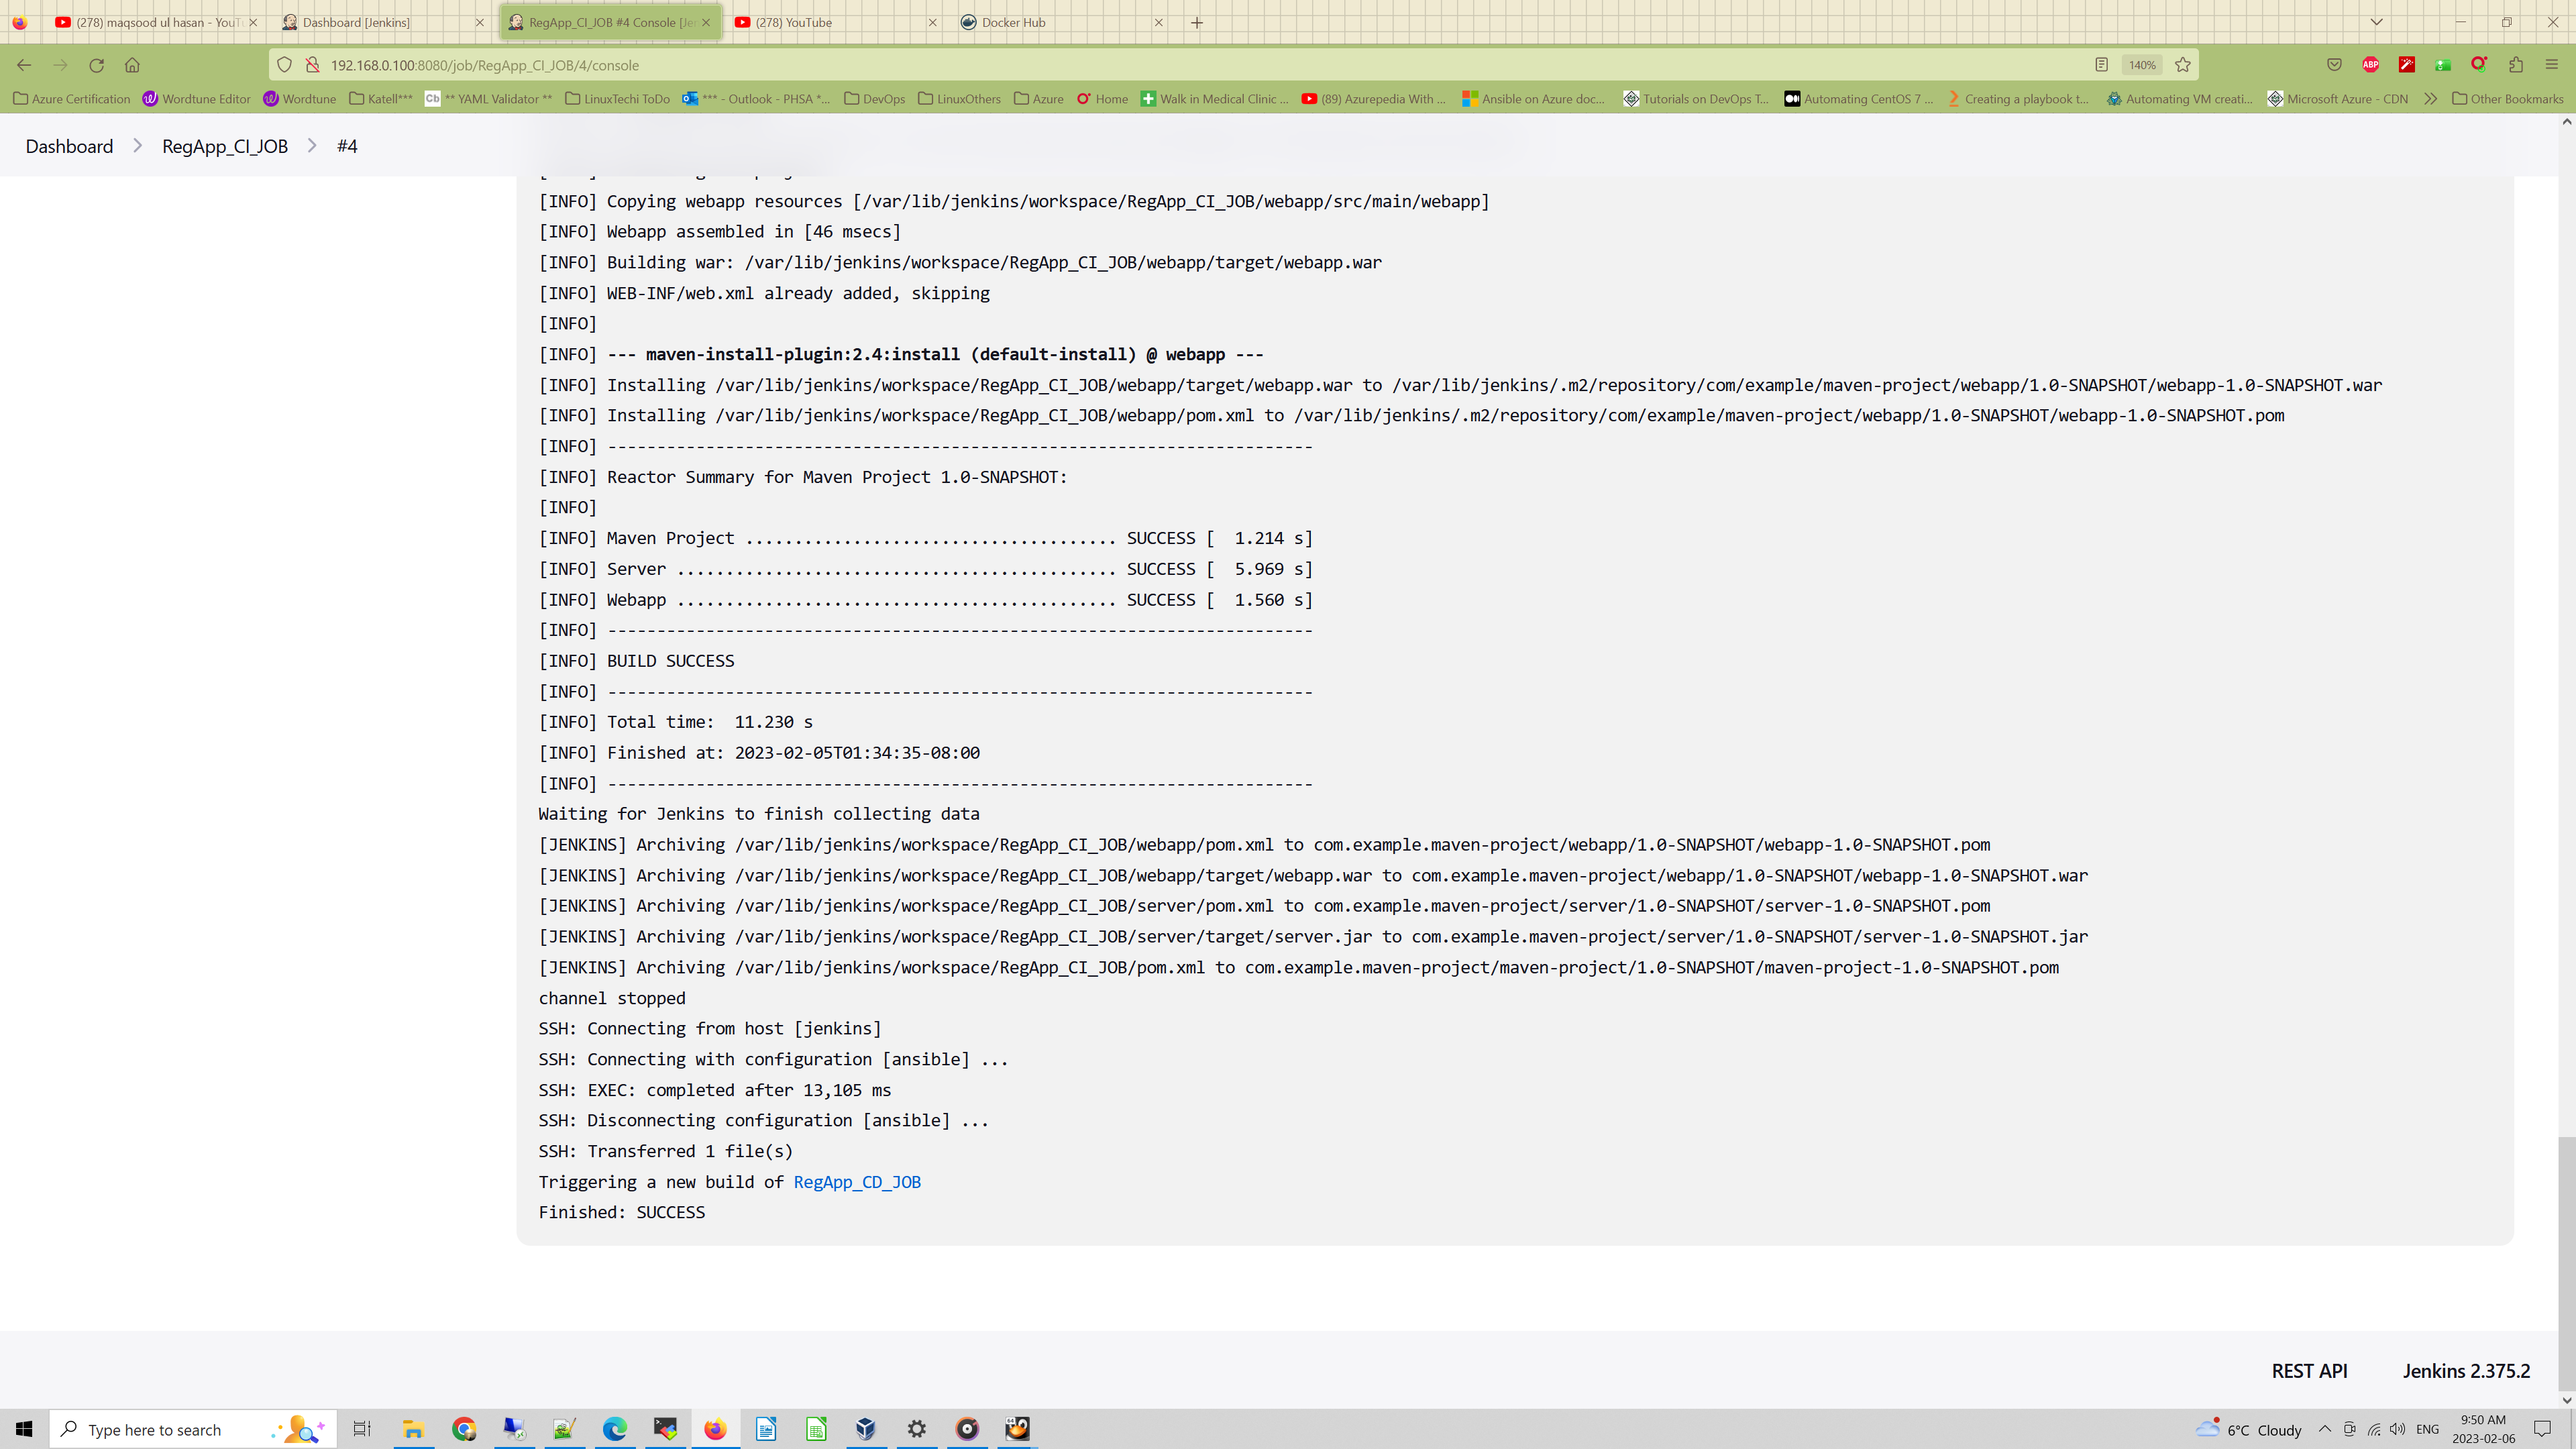 (278) maqsood ul hasan - YouT
Dashboard [Jenkins]
RegApp_CI_JOB #4 Console [Jen
(278) YouTube
Docker Hub
192.168.0.100:8080/job/RegApp_CI_JOB/4/console
140%
ABP
Azure Certification
Wordtune Editor
Wordtune
Katell***
Cb
** YAML Validator **
LinuxTechi ToDo
*** - Outlook - PHSA *...
DevOps
LinuxOthers
Azure
Home
Walk in Medical Clinic ...
(89) Azurepedia With ...
Ansible on Azure doc...
Tutorials on DevOps T...
Automating CentOS 7 ...
Creating a playbook t...
Automating VM creati...
Microsoft Azure - CDN
Other Bookmarks
Dashboard
RegApp_CI_JOB
#4
[INFO] Copying webapp resources [/var/lib/jenkins/workspace/RegApp_CI_JOB/webapp/src/main/webapp]
[INFO] Webapp assembled in [46 msecs]
[INFO] Building war: /var/lib/jenkins/workspace/RegApp_CI_JOB/webapp/target/webapp.war
[INFO] WEB-INF/web.xml already added, skipping
[INFO]
[INFO] --- maven-install-plugin:2.4:install (default-install) @ webapp ---
[INFO] Installing /var/lib/jenkins/workspace/RegApp_CI_JOB/webapp/target/webapp.war to /var/lib/jenkins/.m2/repository/com/example/maven-project/webapp/1.0-SNAPSHOT/webapp-1.0-SNAPSHOT.war
[INFO] Installing /var/lib/jenkins/workspace/RegApp_CI_JOB/webapp/pom.xml to /var/lib/jenkins/.m2/repository/com/example/maven-project/webapp/1.0-SNAPSHOT/webapp-1.0-SNAPSHOT.pom
[INFO] ------------------------------------------------------------------------
[INFO] Reactor Summary for Maven Project 1.0-SNAPSHOT:
[INFO]
[INFO] Maven Project ...................................... SUCCESS [  1.214 s]
[INFO] Server ............................................. SUCCESS [  5.969 s]
[INFO] Webapp ............................................. SUCCESS [  1.560 s]
[INFO] ------------------------------------------------------------------------
[INFO] BUILD SUCCESS
[INFO] ------------------------------------------------------------------------
[INFO] Total time:  11.230 s
[INFO] Finished at: 2023-02-05T01:34:35-08:00
[INFO] ------------------------------------------------------------------------
Waiting for Jenkins to finish collecting data
[JENKINS] Archiving /var/lib/jenkins/workspace/RegApp_CI_JOB/webapp/pom.xml to com.example.maven-project/webapp/1.0-SNAPSHOT/webapp-1.0-SNAPSHOT.pom
[JENKINS] Archiving /var/lib/jenkins/workspace/RegApp_CI_JOB/webapp/target/webapp.war to com.example.maven-project/webapp/1.0-SNAPSHOT/webapp-1.0-SNAPSHOT.war
[JENKINS] Archiving /var/lib/jenkins/workspace/RegApp_CI_JOB/server/pom.xml to com.example.maven-project/server/1.0-SNAPSHOT/server-1.0-SNAPSHOT.pom
[JENKINS] Archiving /var/lib/jenkins/workspace/RegApp_CI_JOB/server/target/server.jar to com.example.maven-project/server/1.0-SNAPSHOT/server-1.0-SNAPSHOT.jar
[JENKINS] Archiving /var/lib/jenkins/workspace/RegApp_CI_JOB/pom.xml to com.example.maven-project/maven-project/1.0-SNAPSHOT/maven-project-1.0-SNAPSHOT.pom
channel stopped
SSH: Connecting from host [jenkins]
SSH: Connecting with configuration [ansible] ...
SSH: EXEC: completed after 13,105 ms
SSH: Disconnecting configuration [ansible] ...
SSH: Transferred 1 file(s)
Triggering a new build of RegApp_CD_JOB
Finished: SUCCESS
REST API
Jenkins 2.375.2
Type here to search
6°C Cloudy
ENG
9:50 AM
2023-02-06